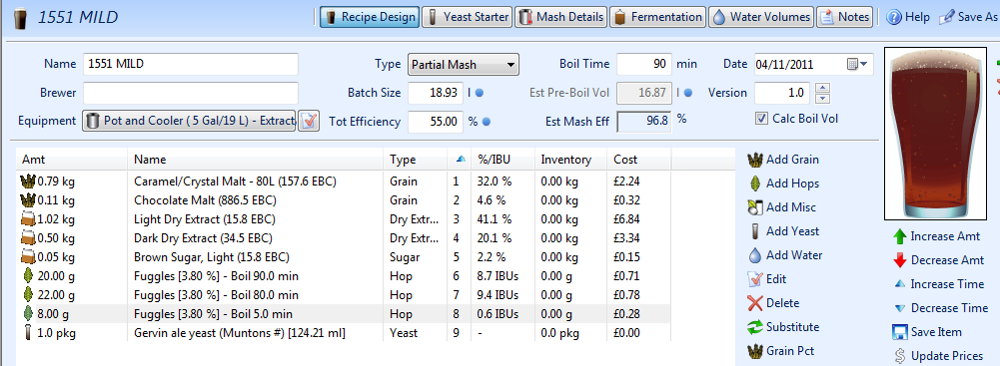 1551 MILD Recipe Design Yeast Starter Mash Details Fermentation Water Volumes Notes Help Save As
Name 1551 MILD Type Partial Mash Boil Time 90 min Date 04/11/2011
Brewer Batch Size 18.93 l Est Pre-Boil Vol 16.87 l Version 1.0
Equipment Pot and Cooler ( 5 Gal/19 L) - Extract Tot Efficiency 55.00 % Est Mash Eff 96.8 % Calc Boil Vol
Amt Name Type %/IBU Inventory Cost
0.79 kg Caramel/Crystal Malt - 80L (157.6 EBC) Grain 1 32.0 % 0.00 kg £2.24
0.11 kg Chocolate Malt (886.5 EBC) Grain 2 4.6 % 0.00 kg £0.32
1.02 kg Light Dry Extract (15.8 EBC) Dry Extr... 3 41.1 % 0.00 kg £6.84
0.50 kg Dark Dry Extract (34.5 EBC) Dry Extr... 4 20.1 % 0.00 kg £3.34
0.05 kg Brown Sugar, Light (15.8 EBC) Sugar 5 2.2 % 0.00 kg £0.15
20.00 g Fuggles [3.80 %] - Boil 90.0 min Hop 6 8.7 IBUs 0.00 g £0.71
22.00 g Fuggles [3.80 %] - Boil 80.0 min Hop 7 9.4 IBUs 0.00 g £0.78
8.00 g Fuggles [3.80 %] - Boil 5.0 min Hop 8 0.6 IBUs 0.00 g £0.28
1.0 pkg Gervin ale yeast (Muntons #) [124.21 ml] Yeast 9 - 0.0 pkg £0.00
Add Grain
Add Hops
Add Misc
Add Yeast
Add Water
Edit
Delete
Substitute
Grain Pct
Increase Amt
Decrease Amt
Increase Time
Decrease Time
Save Item
$ Update Prices